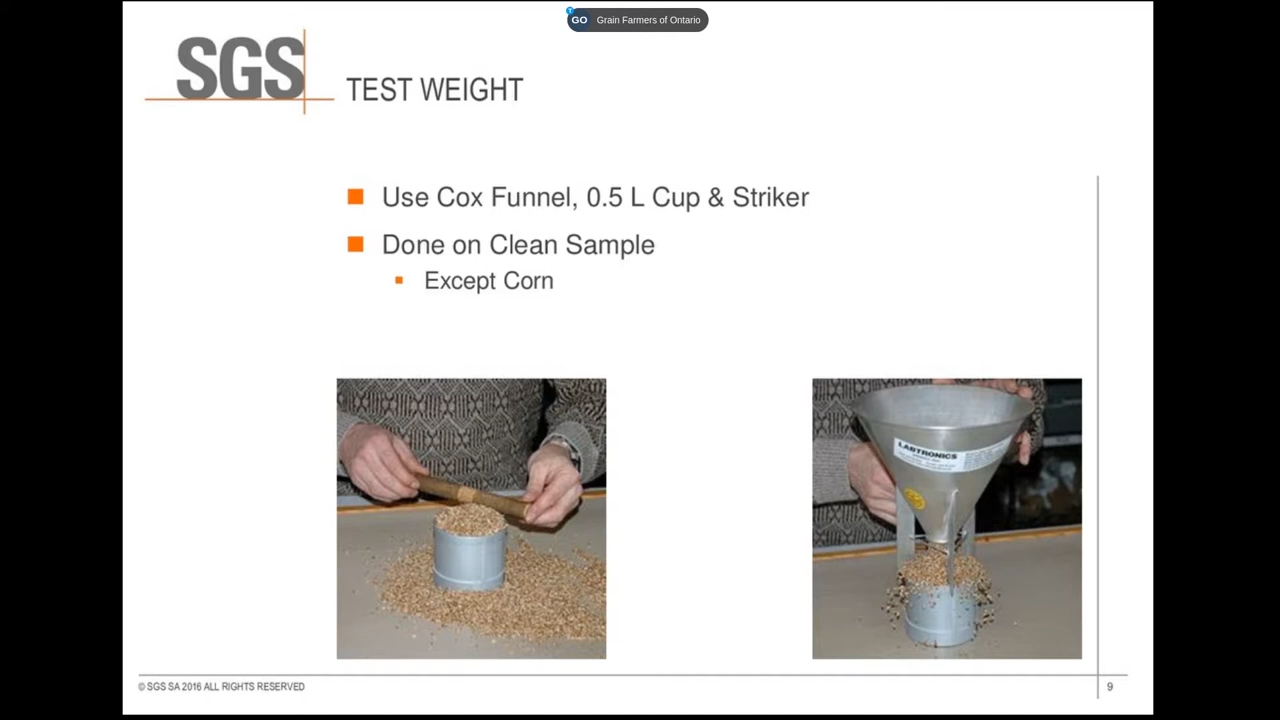 GO Grain Farmers of Ontario
SGS
TEST WEIGHT
Use Cox Funnel, 0.5 L Cup & Striker
Done on Clean Sample
Except Corn
LABTRONICS
© SGS SA 2016 ALL RIGHTS RESERVED
9